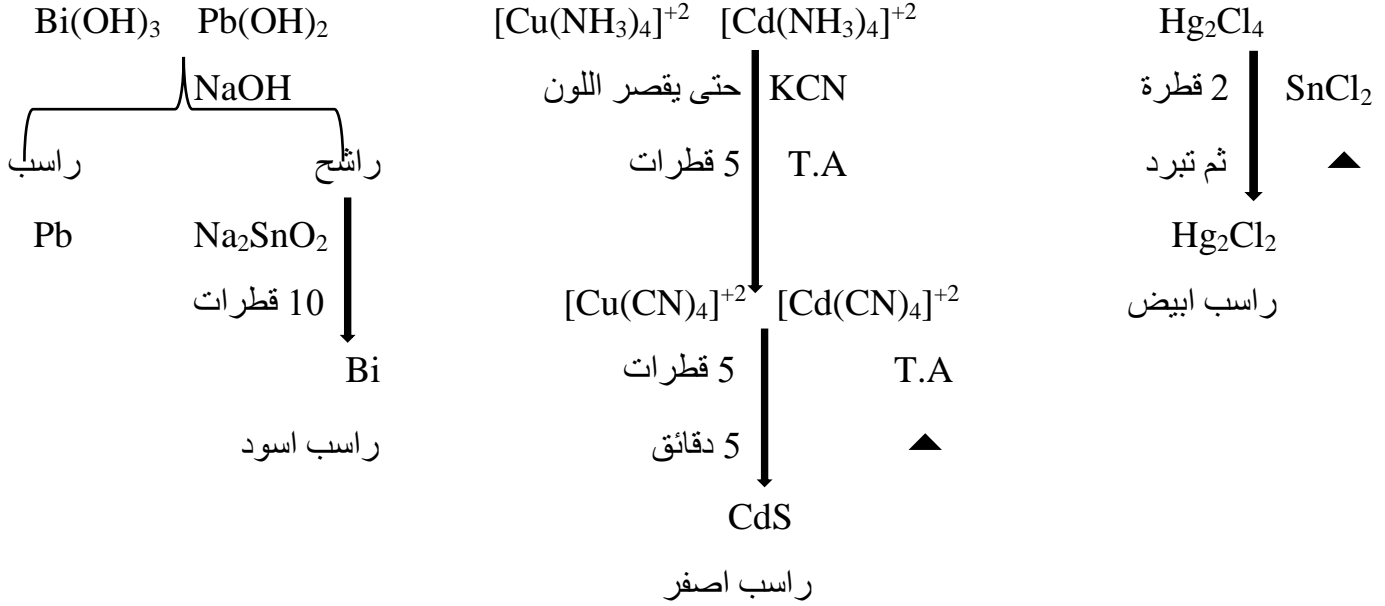 Bi(OH)₃ Pb(OH)₂ [Cu(NH₃)₄]⁺² [Cd(NH₃)₄]⁺² Hg₂Cl₄
NaOH حتى يقصر اللون KCN 2 قطرة SnCl₂
راسب راشح 5 قطرات T.A ثم تبرد ▲
Pb Na₂SnO₂ Hg₂Cl₂
10 قطرات [Cu(CN)₄]⁺² [Cd(CN)₄]⁺² راسب ابيض
Bi 5 قطرات T.A
راسب اسود 5 دقائق ▲
CdS
راسب اصفر